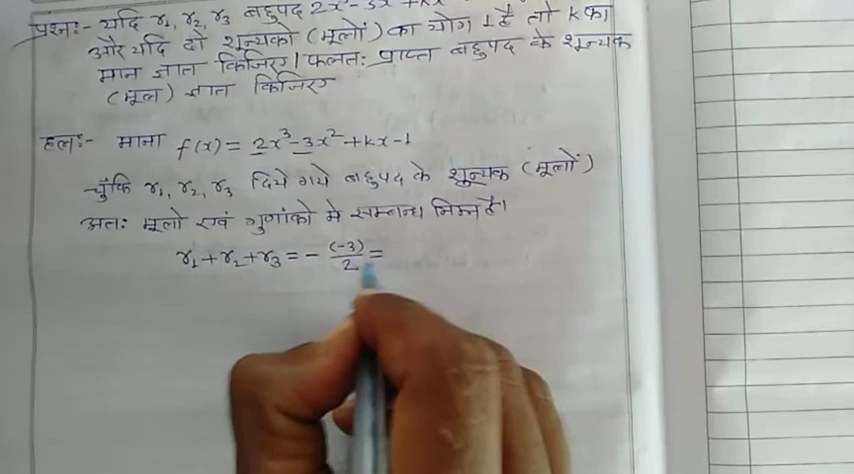 प्रश्न:- यदि r₁, r₂, r₃ बहुपद 2x³-3x²+kx
और यदि दो शून्यको (मूलों) का योग 1 है तो k का
मान ज्ञात किजिए। फलत: प्राप्त बहुपद के शून्यक
(मूल) ज्ञात किजिए
हल:- माना f(x) = 2x³-3x²+kx-1
चुँकि r₁, r₂, r₃ दिये गये बहुपद के शुन्यक (मूलों)
अत: मूलो एवं गुणांको मे सम्बन्ध निम्न है।
r₁+r₂+r₃ = - (-3)/2 =